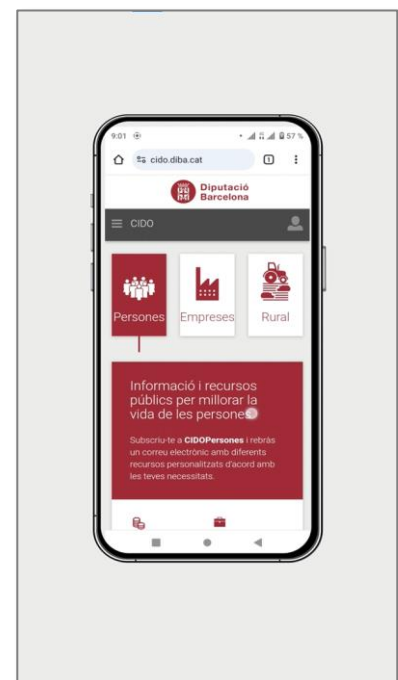 9:01 57 %
cido.diba.cat 1
Diputació
Barcelona
CIDO
Persones Empreses Rural
Informació i recursos
públics per millorar la
vida de les persones
Subscriu-te a CIDOPersones i rebràs
un correu electrònic amb diferents
recursos personalitzats d'acord amb
les teves necessitats.